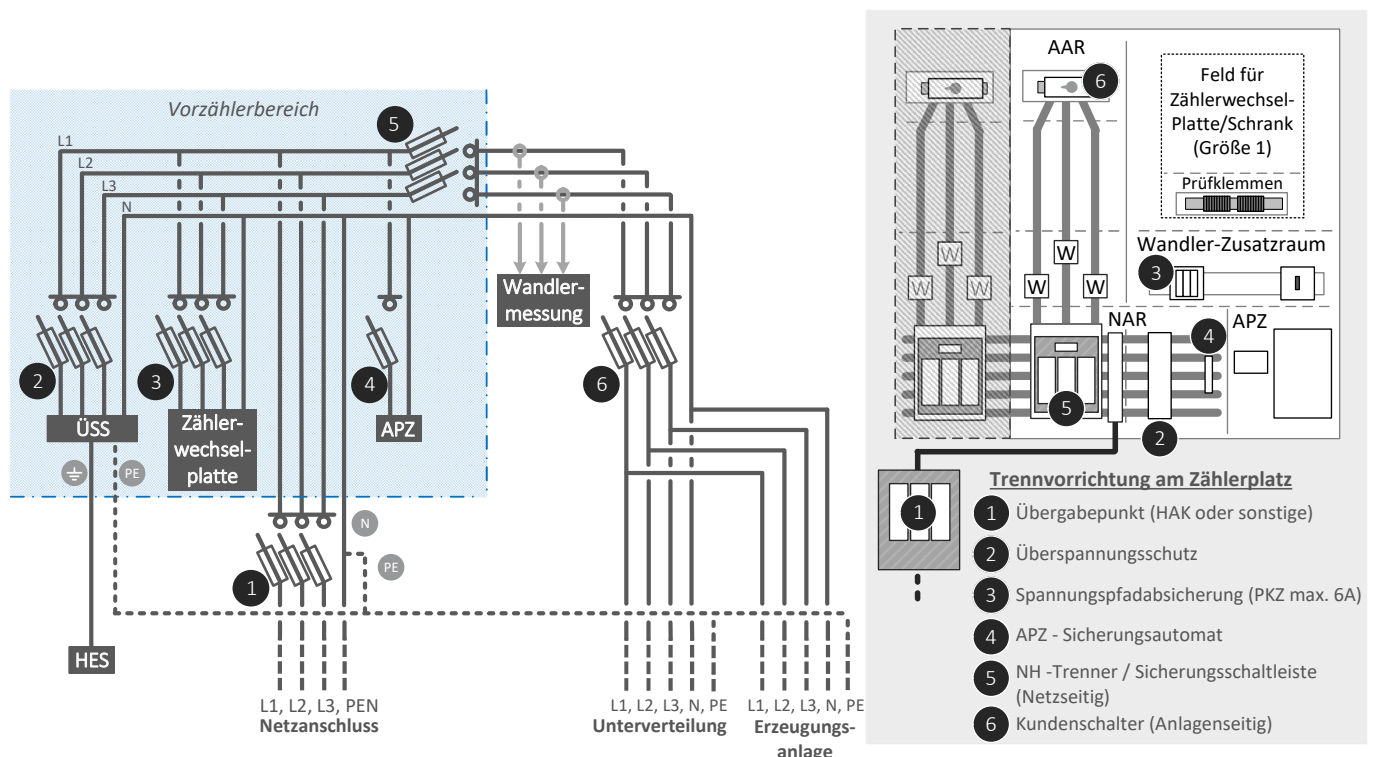 Vorzählerbereich
5
L1
L2
L3
N
2
3
4
6
ÜSS
Zähler-
wechsel-
platte
APZ
Wandler-
messung
PE
N
PE
1
HES
L1, L2, L3, PEN
Netzanschluss
L1, L2, L3, N, PE
Unterverteilung
L1, L2, L3, N, PE
Erzeugungs-
anlage
AAR
6
Feld für
Zählerwechsel-
Platte/Schrank
(Größe 1)
Prüfklemmen
Wandler-Zusatzraum
3
W
W
W
W
W
W
NAR
4
APZ
5
2
1
Trennvorrichtung am Zählerplatz
1 Übergabepunkt (HAK oder sonstige)
2 Überspannungsschutz
3 Spannungspfadabsicherung (PKZ max. 6A)
4 APZ - Sicherungsautomat
5 NH -Trenner / Sicherungsschaltleiste
(Netzseitig)
6 Kundenschalter (Anlagenseitig)